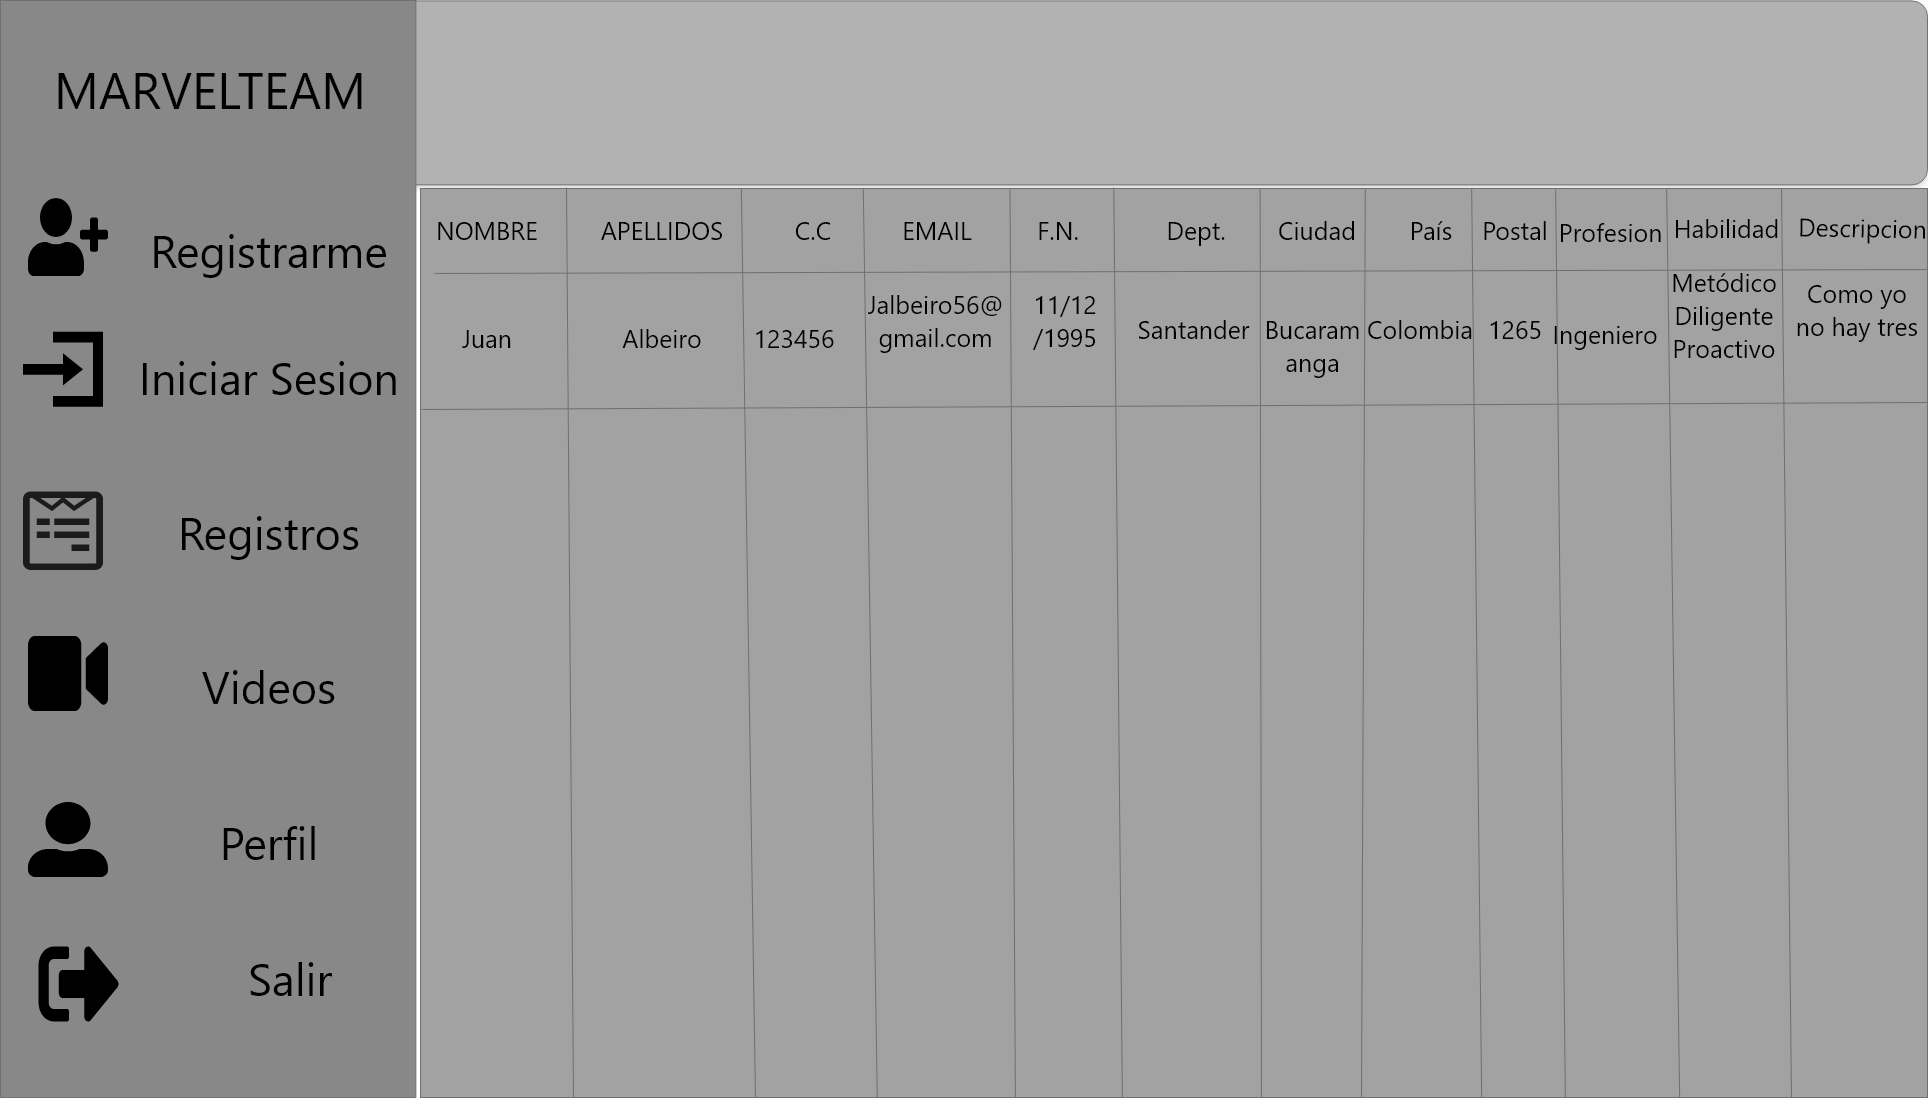 MARVELTEAM
Registrarme
Iniciar Sesion
Registros
Videos
Perfil
Salir
NOMBRE APELLIDOS C.C EMAIL F.N. Dept. Ciudad País Postal Profesion Habilidad Descripcion
Juan Albeiro 123456 Jalbeiro56@
gmail.com 11/12
/1995 Santander Bucaram
anga Colombia 1265 Ingeniero Metódico
Diligente
Proactivo Como yo
no hay tres